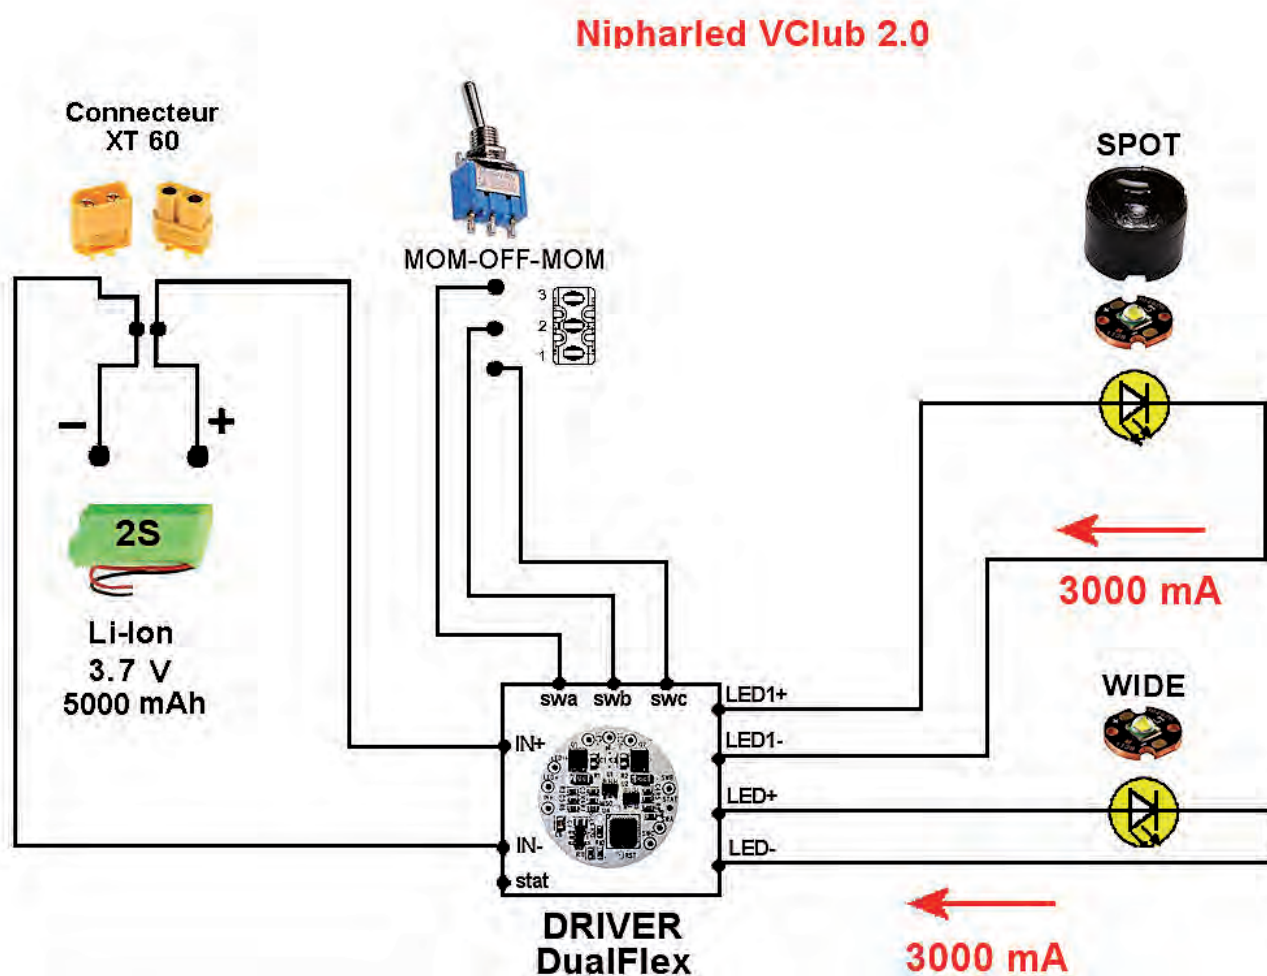 Nipharled VClub 2.0
Connecteur
XT 60
MOM-OFF-MOM
3
2
1
SPOT
–
+
2S
Li-Ion
3.7 V
5000 mAh
3000 mA
WIDE
swa
swb
swc
LED1+
LED1-
LED+
LED-
IN+
IN-
stat
DRIVER
DualFlex
3000 mA